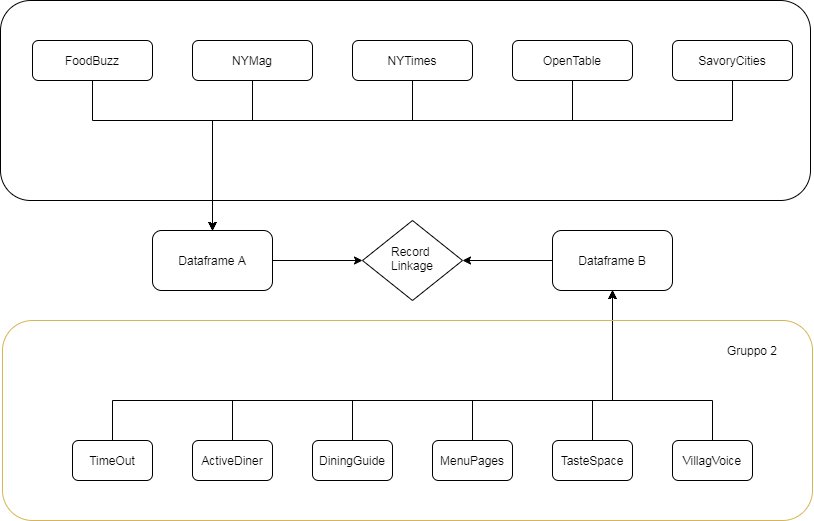 FoodBuzz
NYMag
NYTimes
OpenTable
SavoryCities
Dataframe A
Record
Linkage
Dataframe B
Gruppo 2
TimeOut
ActiveDiner
DiningGuide
MenuPages
TasteSpace
VillagVoice